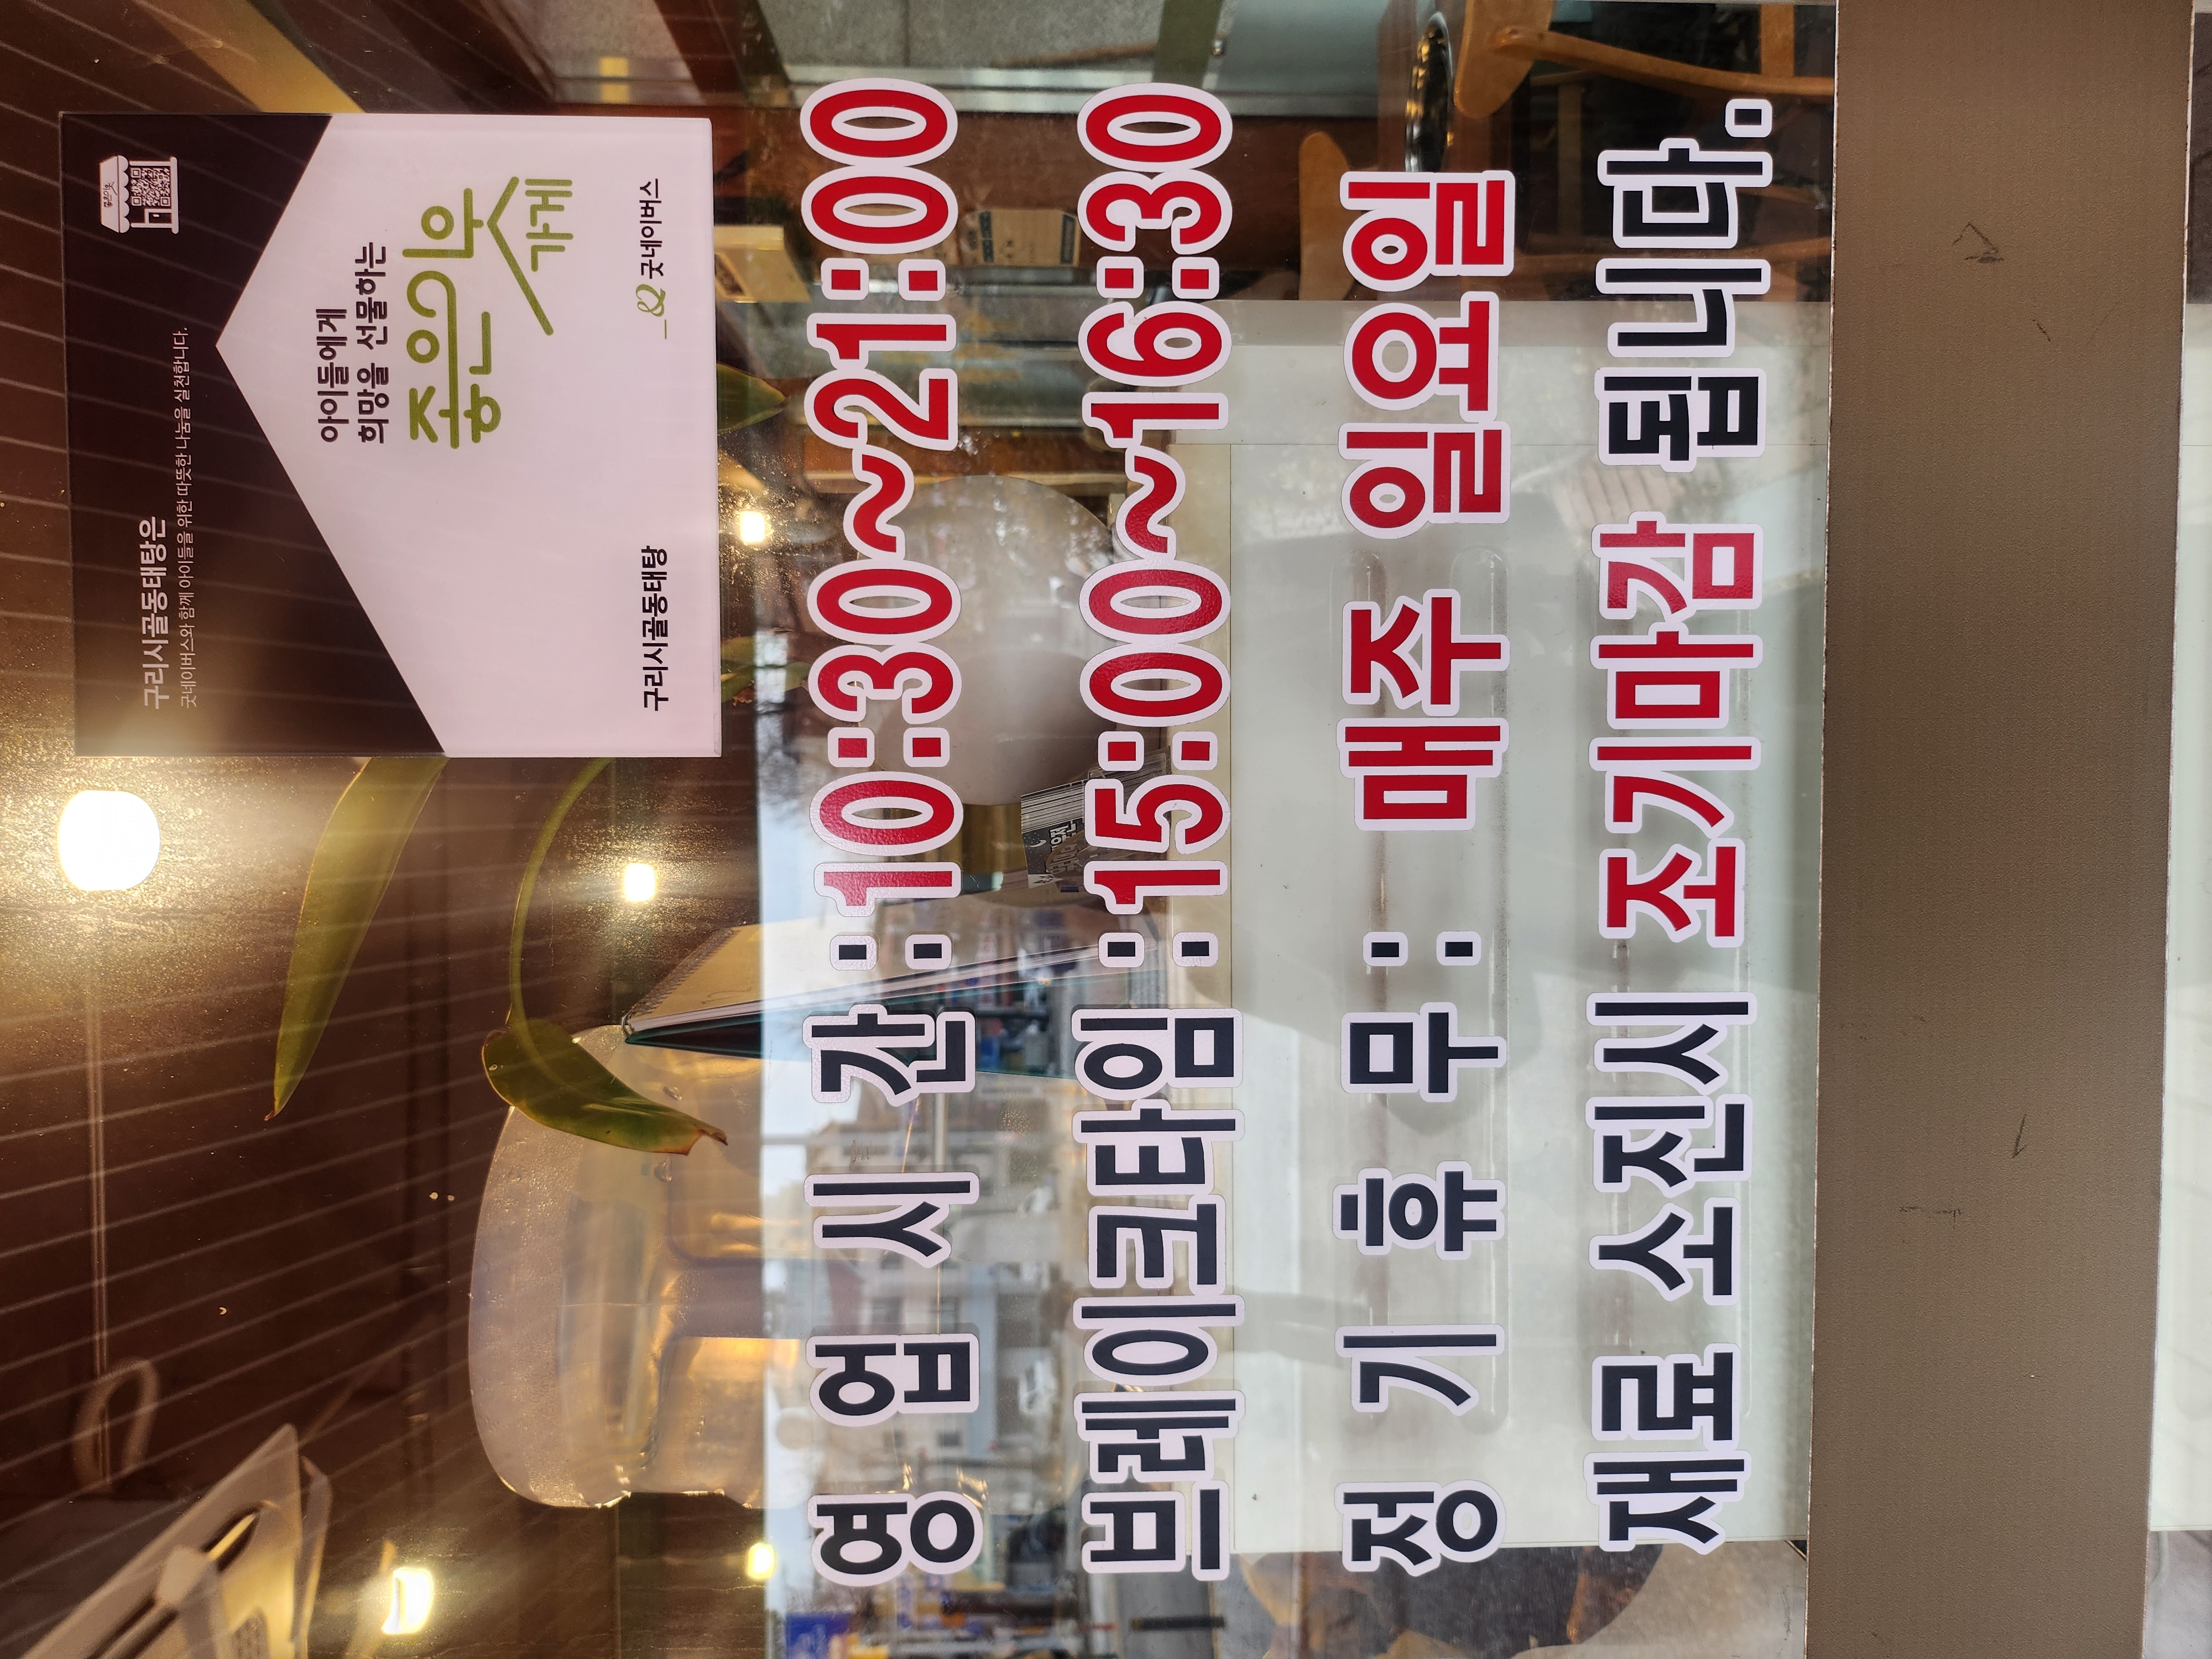 구리시골동태탕은
굿네이버스와 함께 아이들을 위한 따뜻한 나눔을 실천합니다.
아이들에게
희망을 선물하는
좋은이웃
가게
구리시골동태탕
굿네이버스
영 업 시 간 : 10:30~21:00
브레이크타임 : 15:00~16:30
정 기 휴 무 : 매주 일요일
재료 소진시 조기마감 됩니다.